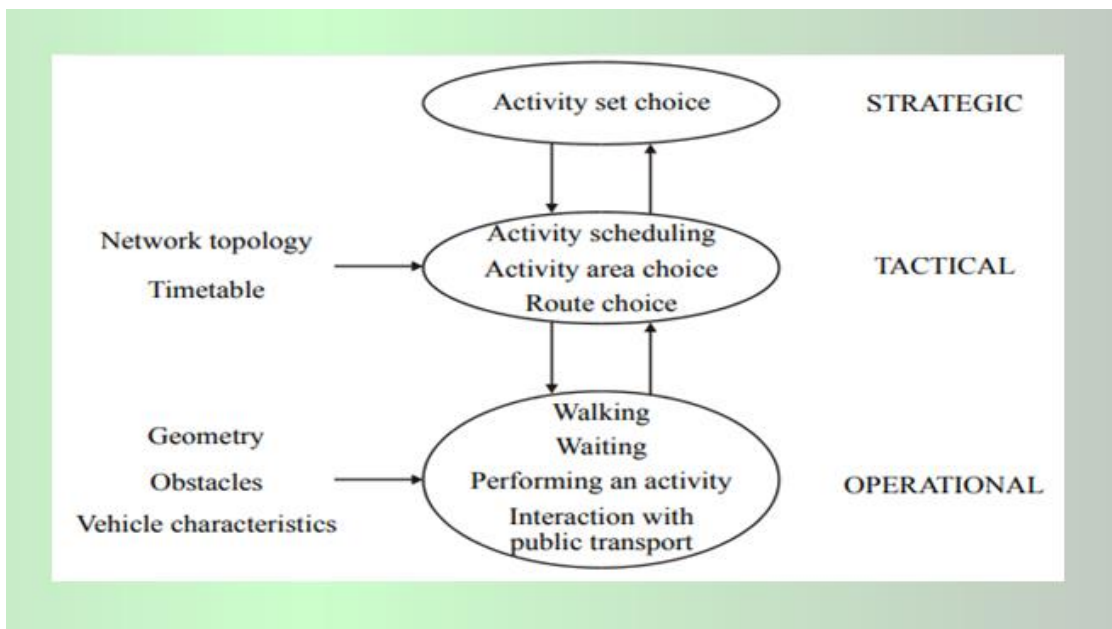 Activity set choice
STRATEGIC
Network topology
Timetable
Activity scheduling
Activity area choice
Route choice
TACTICAL
Geometry
Obstacles
Vehicle characteristics
Walking
Waiting
Performing an activity
Interaction with
public transport
OPERATIONAL